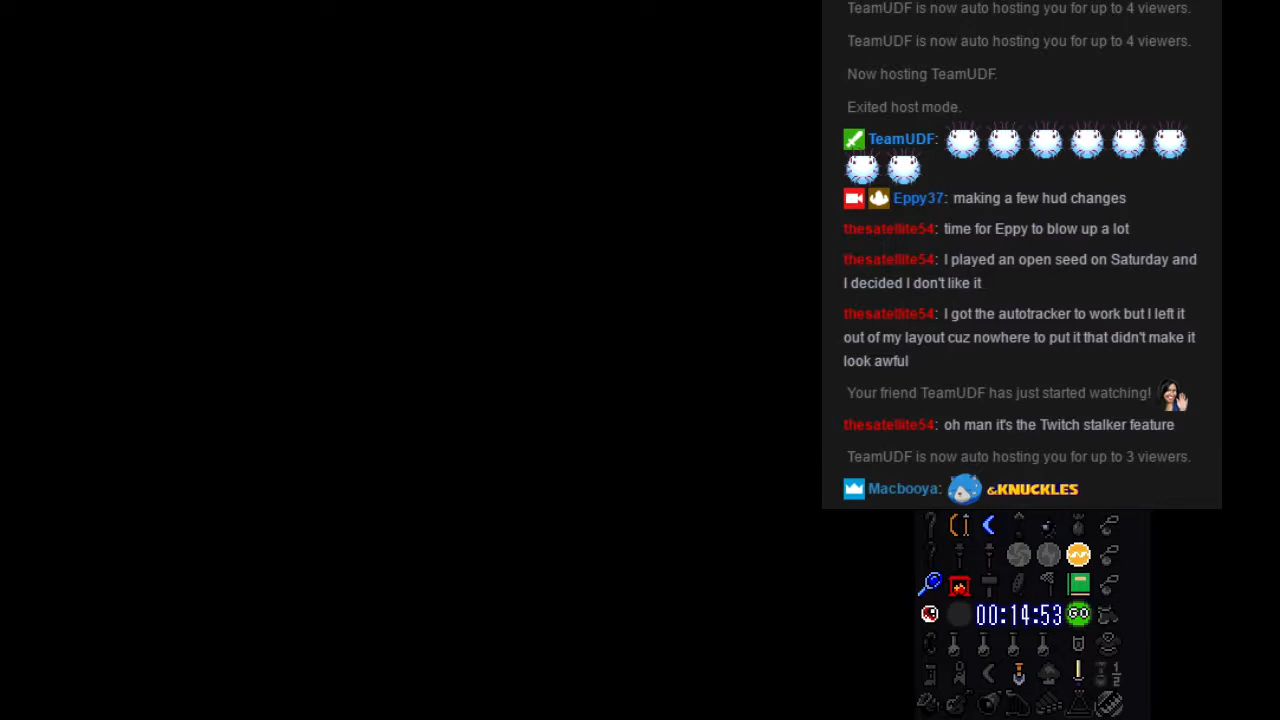 TeamUDF is now auto hosting you for up to 4 viewers.
TeamUDF is now auto hosting you for up to 4 viewers.
Now hosting TeamUDF.
Exited host mode.
TeamUDF:
Eppy37: making a few hud changes
thesatellite54: time for Eppy to blow up a lot
thesatellite54: I played an open seed on Saturday and
I decided I don't like it
thesatellite54: I got the autotracker to work but I left it
out of my layout cuz nowhere to put it that didn't make it
look awful
Your friend TeamUDF has just started watching!
thesatellite54: oh man it's the Twitch stalker feature
TeamUDF is now auto hosting you for up to 3 viewers.
Macbooya: &KNUCKLES
00:14:53 GO
1/2